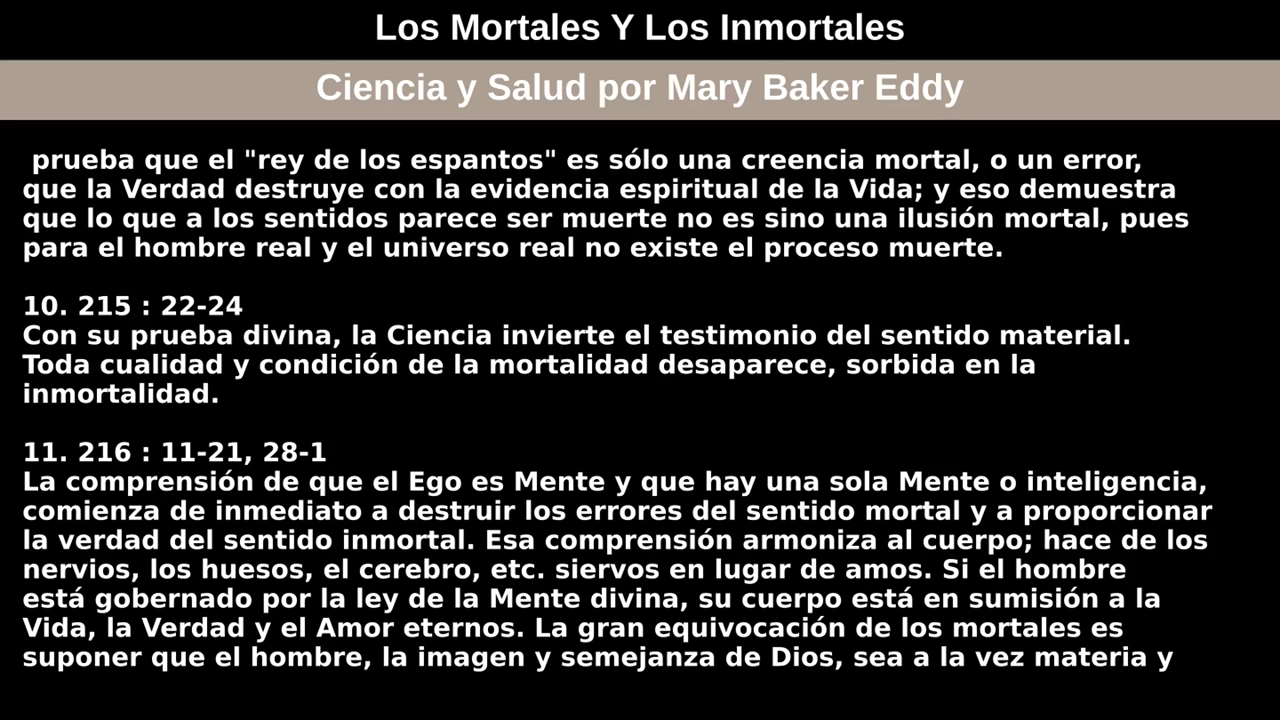 Los Mortales Y Los Inmortales
Ciencia y Salud por Mary Baker Eddy
prueba que el "rey de los espantos" es sólo una creencia mortal, o un error,
que la Verdad destruye con la evidencia espiritual de la Vida; y eso demuestra
que lo que a los sentidos parece ser muerte no es sino una ilusión mortal, pues
para el hombre real y el universo real no existe el proceso muerte.
10. 215 : 22-24
Con su prueba divina, la Ciencia invierte el testimonio del sentido material.
Toda cualidad y condición de la mortalidad desaparece, sorbida en la
inmortalidad.
11. 216 : 11-21, 28-1
La comprensión de que el Ego es Mente y que hay una sola Mente o inteligencia,
comienza de inmediato a destruir los errores del sentido mortal y a proporcionar
la verdad del sentido inmortal. Esa comprensión armoniza al cuerpo; hace de los
nervios, los huesos, el cerebro, etc. siervos en lugar de amos. Si el hombre
está gobernado por la ley de la Mente divina, su cuerpo está en sumisión a la
Vida, la Verdad y el Amor eternos. La gran equivocación de los mortales es
suponer que el hombre, la imagen y semejanza de Dios, sea a la vez materia y